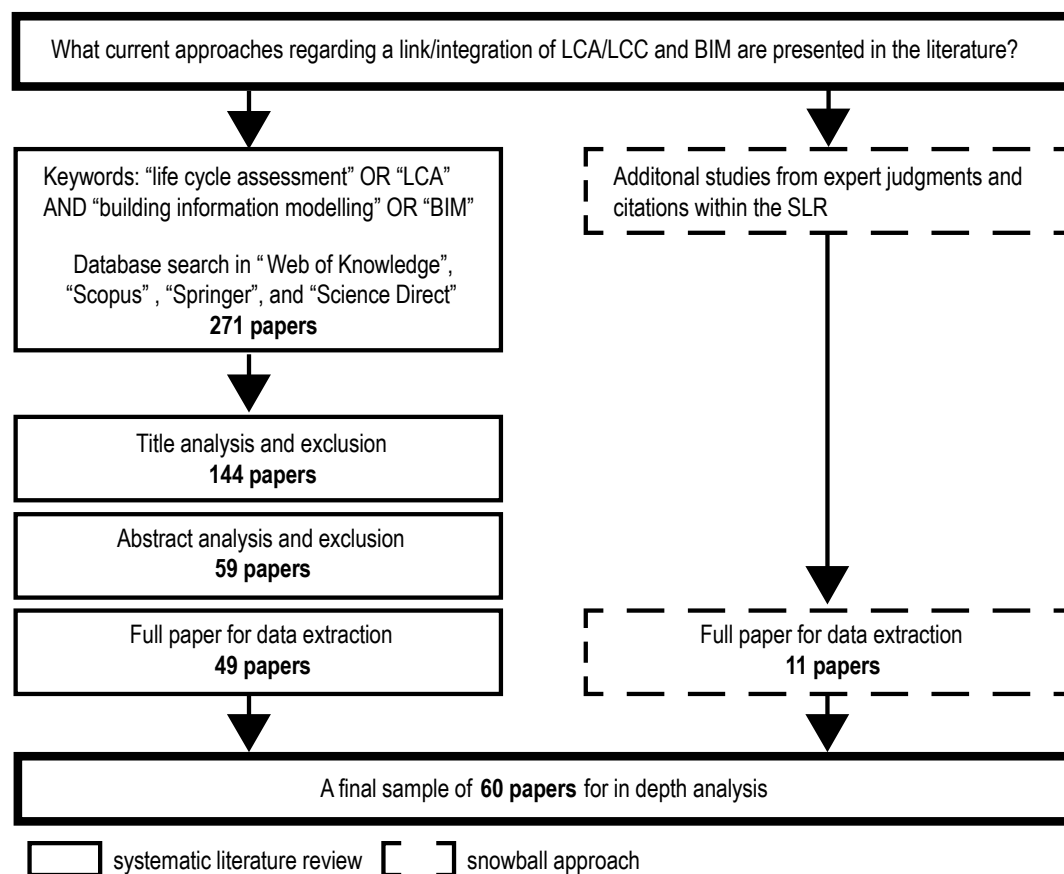 What current approaches regarding a link/integration of LCA/LCC and BIM are presented in the literature?
Keywords: “life cycle assessment” OR “LCA”
AND “building information modelling” OR “BIM”
Database search in “ Web of Knowledge”,
“Scopus” , “Springer”, and “Science Direct”
271 papers
Additonal studies from expert judgments and
citations within the SLR
Title analysis and exclusion
144 papers
Abstract analysis and exclusion
59 papers
Full paper for data extraction
49 papers
Full paper for data extraction
11 papers
A final sample of 60 papers for in depth analysis
systematic literature review
snowball approach